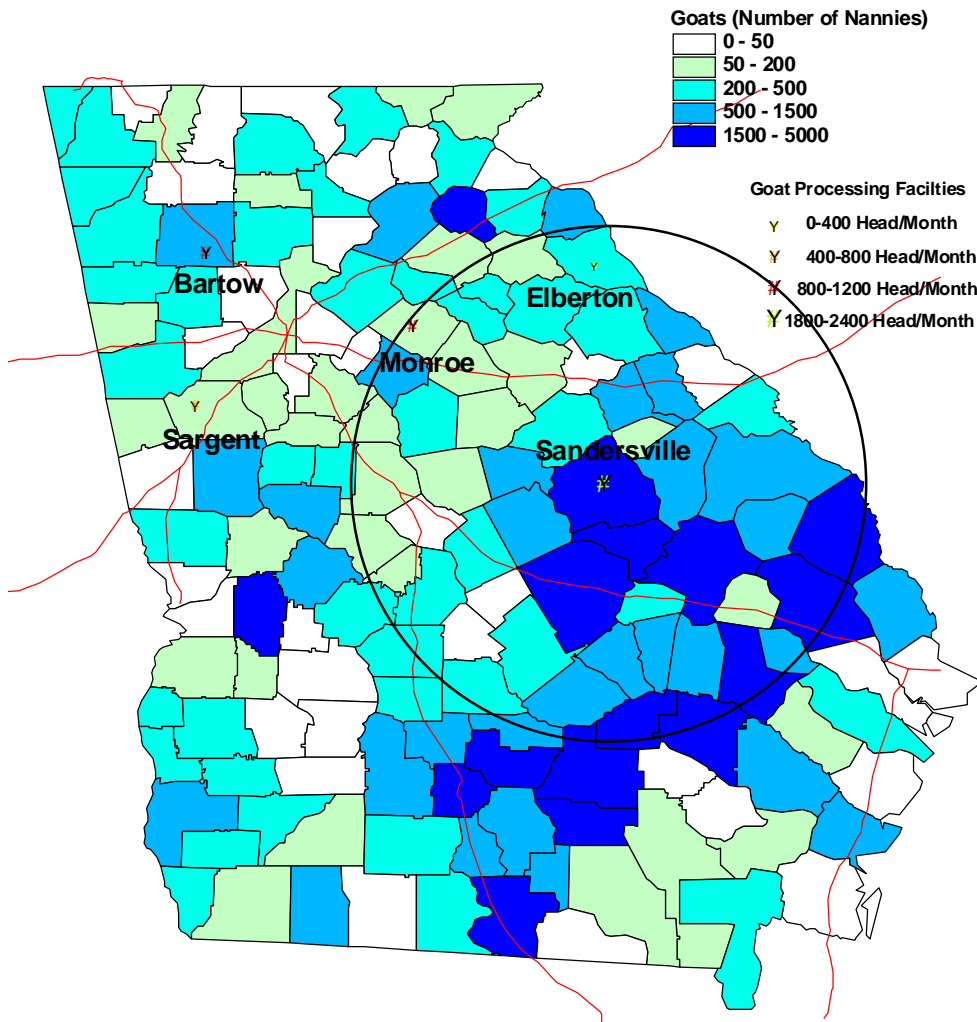 Goats (Number of Nannies)
0 - 50
50 - 200
200 - 500
500 - 1500
1500 - 5000
Goat Processing Facilties
0-400 Head/Month
400-800 Head/Month
800-1200 Head/Month
1800-2400 Head/Month
Bartow
Elberton
Monroe
Sargent
Sandersville